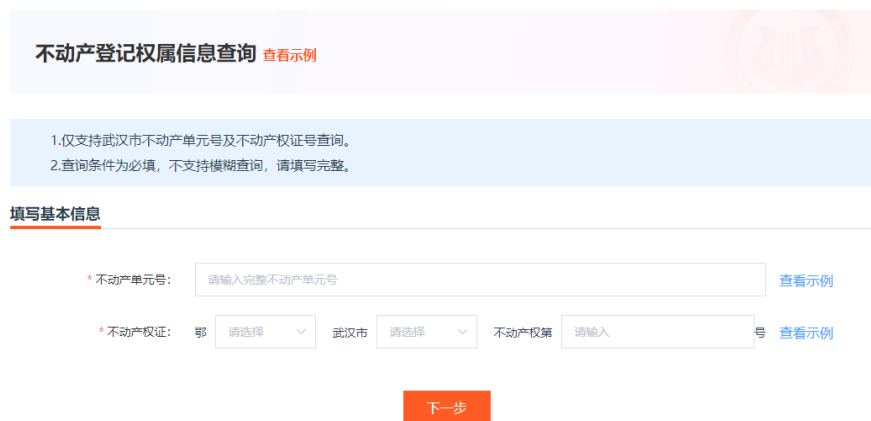 不动产登记权属信息查询 查看示例
1.仅支持武汉市不动产单元号及不动产权证号查询。
2.查询条件为必填，不支持模糊查询，请填写完整。
填写基本信息
* 不动产单元号： 请输入完整不动产单元号 查看示例
* 不动产权证： 鄂 请选择 武汉市 请选择 不动产权第 请输入 号 查看示例
下一步